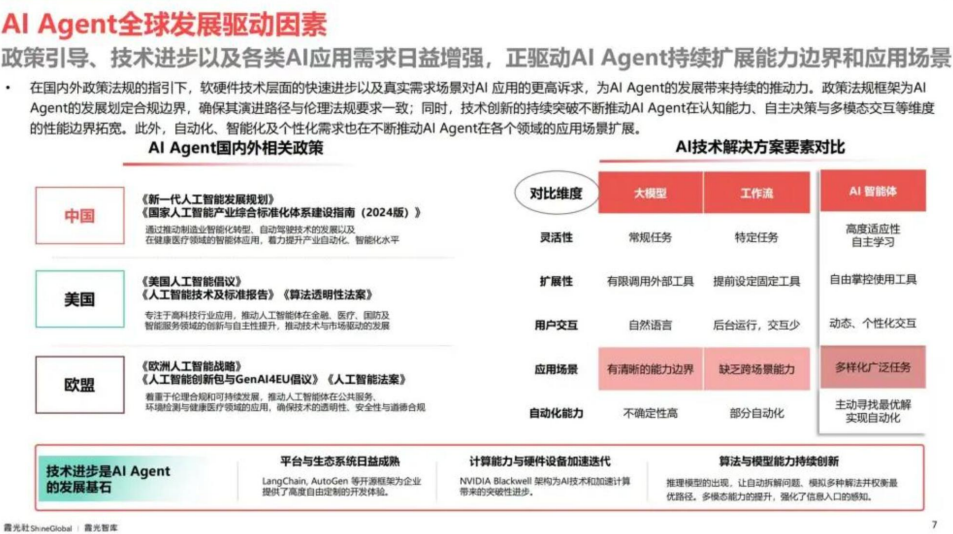 AI Agent全球发展驱动因素
政策引导、技术进步以及各类AI应用需求日益增强，正驱动AI Agent持续扩展能力边界和应用场景
• 在国内外政策法规的指引下，软硬件技术层面的快速进步以及真实需求场景对AI 应用的更高诉求，为AI Agent的发展带来持续的推动力。政策法规框架为AI
Agent的发展划定合规边界，确保其演进路径与伦理法规要求一致；同时，技术创新的持续突破不断推动AI Agent在认知能力、自主决策与多模态交互等维度
的性能边界拓宽。此外，自动化、智能化及个性化需求也在不断推动AI Agent在各个领域的应用场景扩展。
AI Agent国内外相关政策
中国
《新一代人工智能发展规划》
《国家人工智能产业综合标准化体系建设指南（2024版）》
通过推动制造业智能化转型、自动驾驶技术的发展以及
在健康医疗领域的智能体应用，着力提升产业自动化、智能化水平
美国
《美国人工智能倡议》
《人工智能技术及标准报告》《算法透明性法案》
专注于高科技行业应用，推动人工智能体在金融、医疗、国防及
智能服务领域的创新与自主性提升，推动技术与市场驱动的发展
欧盟
《欧洲人工智能战略》
《人工智能创新包与GenAI4EU倡议》《人工智能法案》
着重于伦理合规和可持续发展，推动人工智能体在公共服务、
环境检测与健康医疗领域的应用，确保技术的透明性、安全性与道德合规
AI技术解决方案要素对比
对比维度 大模型 工作流 AI 智能体
灵活性 常规任务 特定任务 高度适应性
自主学习
扩展性 有限调用外部工具 提前设定固定工具 自由掌控使用工具
用户交互 自然语言 后台运行，交互少 动态、个性化交互
应用场景 有清晰的能力边界 缺乏跨场景能力 多样化广泛任务
自动化能力 不确定性高 部分自动化 主动寻找最优解
实现自动化
技术进步是AI Agent
的发展基石
平台与生态系统日益成熟
LangChain, AutoGen 等开源框架为企业
提供了高度自由定制的开发体验。
计算能力与硬件设备加速迭代
NVIDIA Blackwell 架构为AI技术和加速计算
带来的突破性进步。
算法与模型能力持续创新
推理模型的出现，让自动拆解问题、模拟多种解法并权衡最
优路径。多模态能力的提升，强化了信息入口的感知。
霞光社ShineGlobal | 霞光智库
7